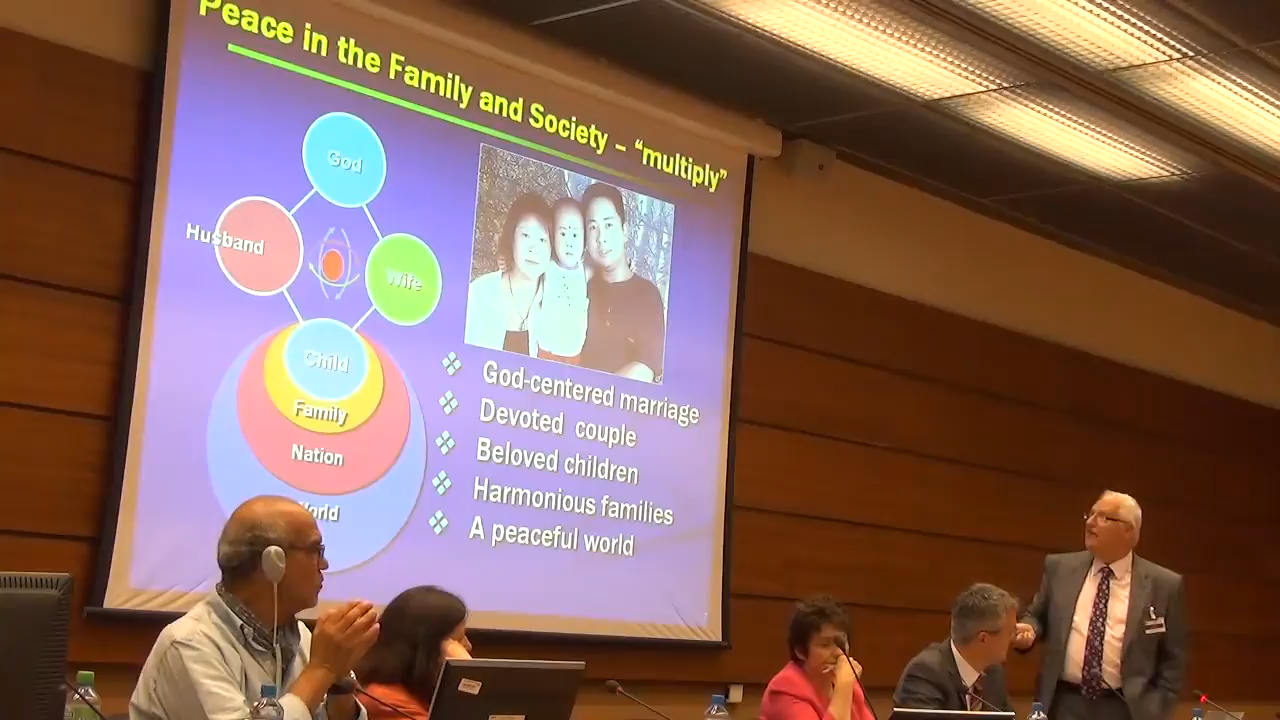 Peace in the Family and Society – “multiply”
God
Husband
Wife
Child
Family
Nation
World
God-centered marriage
Devoted couple
Beloved children
Harmonious families
A peaceful world